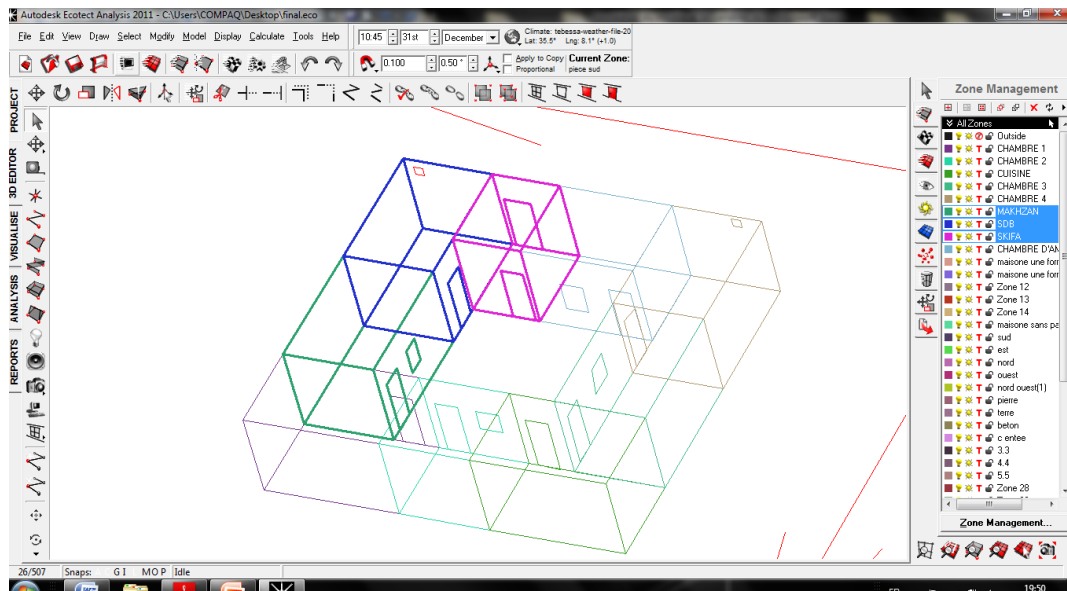 Autodesk Ecotect Analysis 2011 - C:\Users\COMPAQ\Desktop\final.eco
File Edit View Draw Select Modify Model Display Calculate Tools Help
10:45 31st December
Climate: tebessa-weather-file-20
Lat: 35.5° Lng: 8.1° (+1.0)
0.100 0.50°
Apply to Copy
Proportional
Current Zone:
piece sud
PROJECT
3D EDITOR
VISUALISE
ANALYSIS
REPORTS
Zone Management
All Zones
T Outside
T CHAMBRE 1
T CHAMBRE 2
T CUISINE
T CHAMBRE 3
T CHAMBRE 4
T MAKHZAN
T SDB
T SKIFA
T CHAMBRE D'AN
T maisone une for
T maisone une for
T Zone 12
T Zone 13
T Zone 14
T maisone sans pa
T sud
T est
T nord
T ouest
T nord ouest(1)
T pierre
T terre
T beton
T c entee
T 3.3
T 4.4
T 5.5
T Zone 28
Zone Management...
26/507 Snaps: G I M O P Idle
19:50